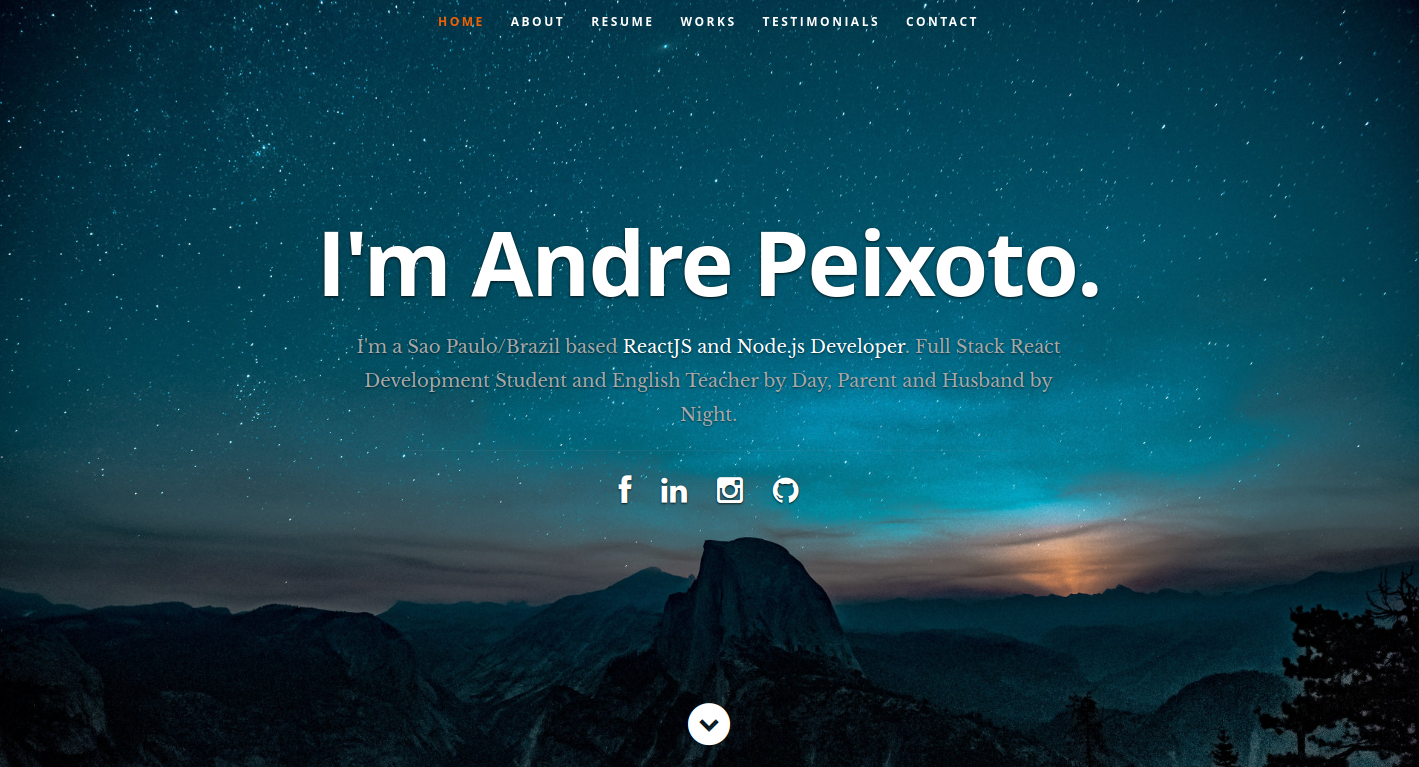 HOME ABOUT RESUME WORKS TESTIMONIALS CONTACT
I'm Andre Peixoto.
I'm a Sao Paulo/Brazil based ReactJS and Node.js Developer. Full Stack React
Development Student and English Teacher by Day, Parent and Husband by
Night.